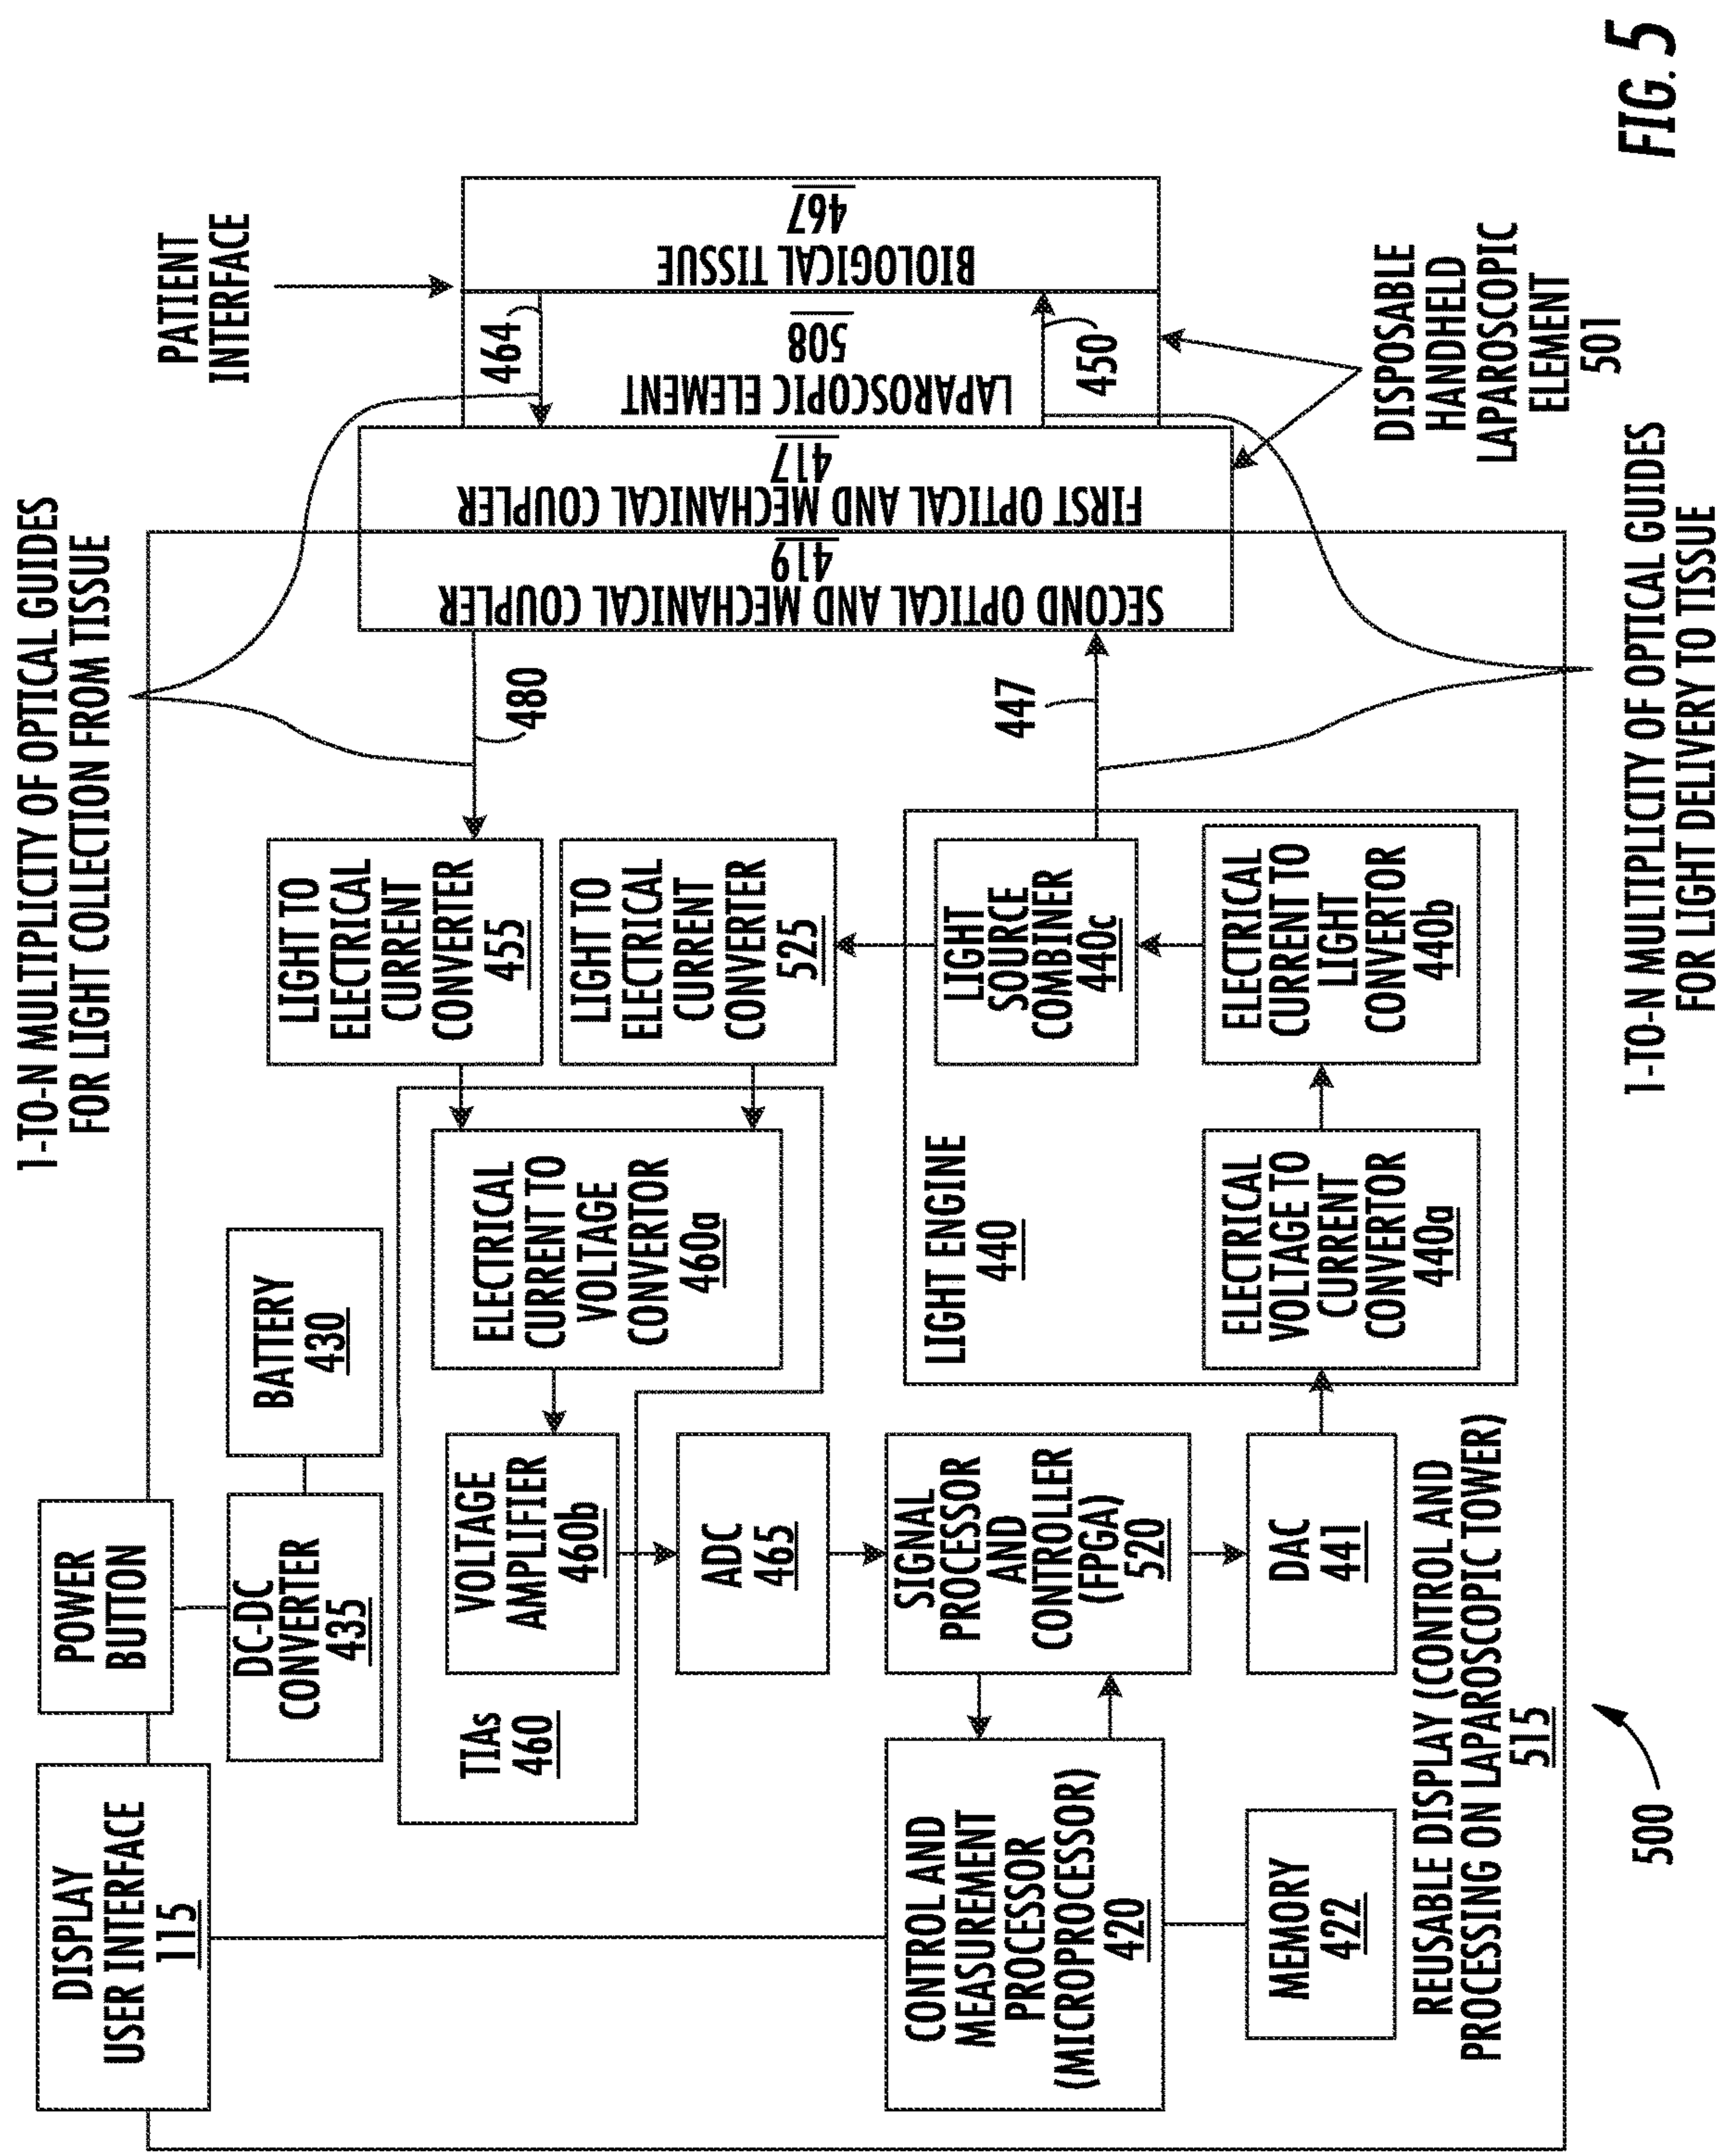 1-TO-N MULTIPLICITY OF OPTICAL GUIDES
FOR LIGHT COLLECTION FROM TISSUE
PATIENT
INTERFACE
DISPLAY
USER INTERFACE
115
POWER
BUTTON
DC-DC
CONVERTER
435
BATTERY
430
TIAs
460
VOLTAGE
AMPLIFIER
460b
ELECTRICAL
CURRENT TO
VOLTAGE
CONVERTOR
460a
LIGHT TO
ELECTRICAL
CURRENT
CONVERTER
455
LIGHT TO
ELECTRICAL
CURRENT
CONVERTER
525
480
464
SECOND OPTICAL AND MECHANICAL COUPLER
419
FIRST OPTICAL AND MECHANICAL COUPLER
417
LAPAROSCOPIC ELEMENT
508
BIOLOGICAL TISSUE
467
ADC
465
CONTROL AND
MEASUREMENT
PROCESSOR
(MICROPROCESSOR)
420
SIGNAL
PROCESSOR
AND
CONTROLLER
(FPGA)
520
LIGHT ENGINE
440
LIGHT
SOURCE
COMBINER
440c
447
450
MEMORY
422
DAC
441
ELECTRICAL
VOLTAGE TO
CURRENT
CONVERTOR
440a
ELECTRICAL
CURRENT TO
LIGHT
CONVERTOR
440b
REUSABLE DISPLAY (CONTROL AND
PROCESSING ON LAPAROSCOPIC TOWER)
515
DISPOSABLE
HANDHELD
LAPAROSCOPIC
ELEMENT
501
500
1-TO-N MULTIPLICITY OF OPTICAL GUIDES
FOR LIGHT DELIVERY TO TISSUE
FIG. 5